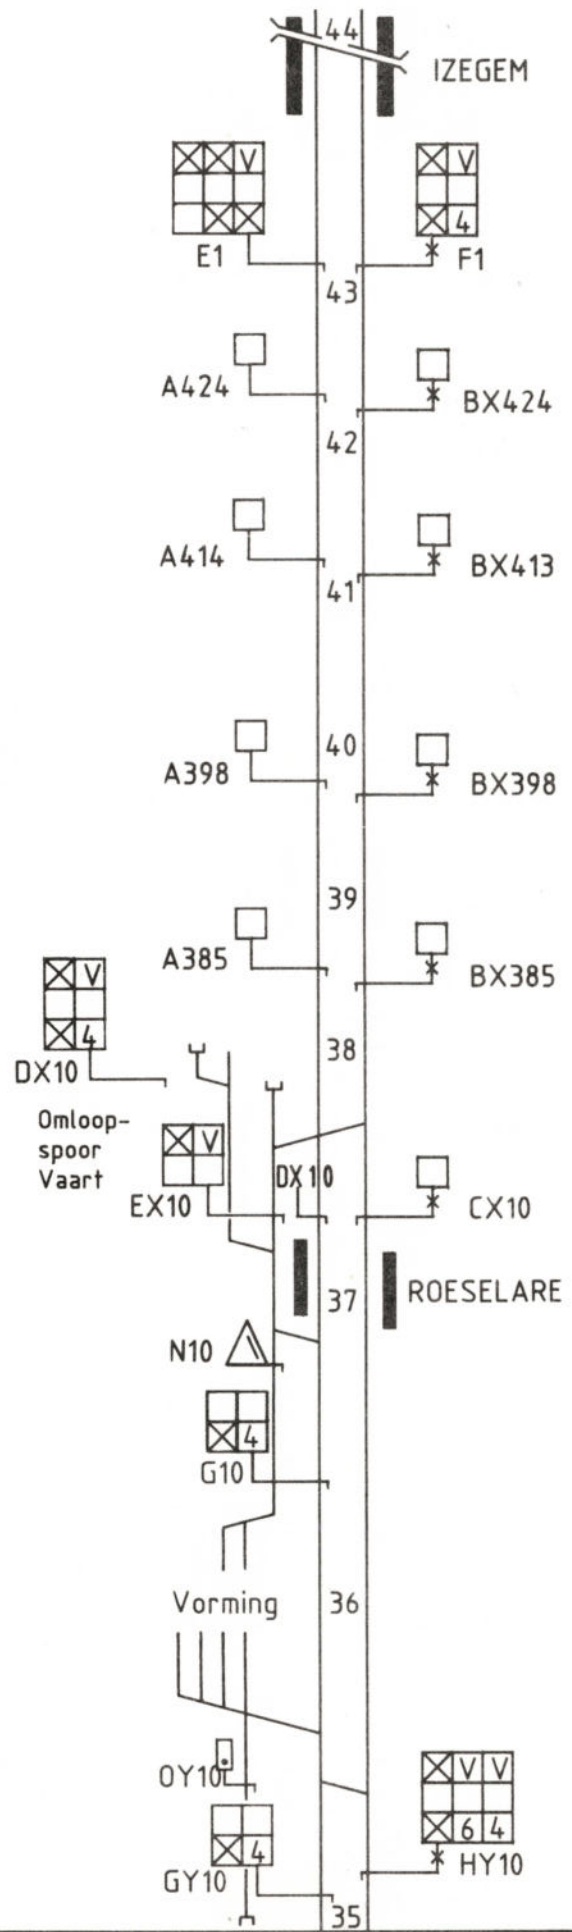 44
IZEGEM
V
V
4
E1
F1
43
A424
BX424
42
A414
BX413
41
40
A398
BX398
39
A385
BX385
V
4
38
DX10
Omloop-
spoor
Vaart
V
EX10
DX10
CX10
37
ROESELARE
N10
4
G10
Vorming
36
V V
6 4
OY10
HY10
4
GY10
35